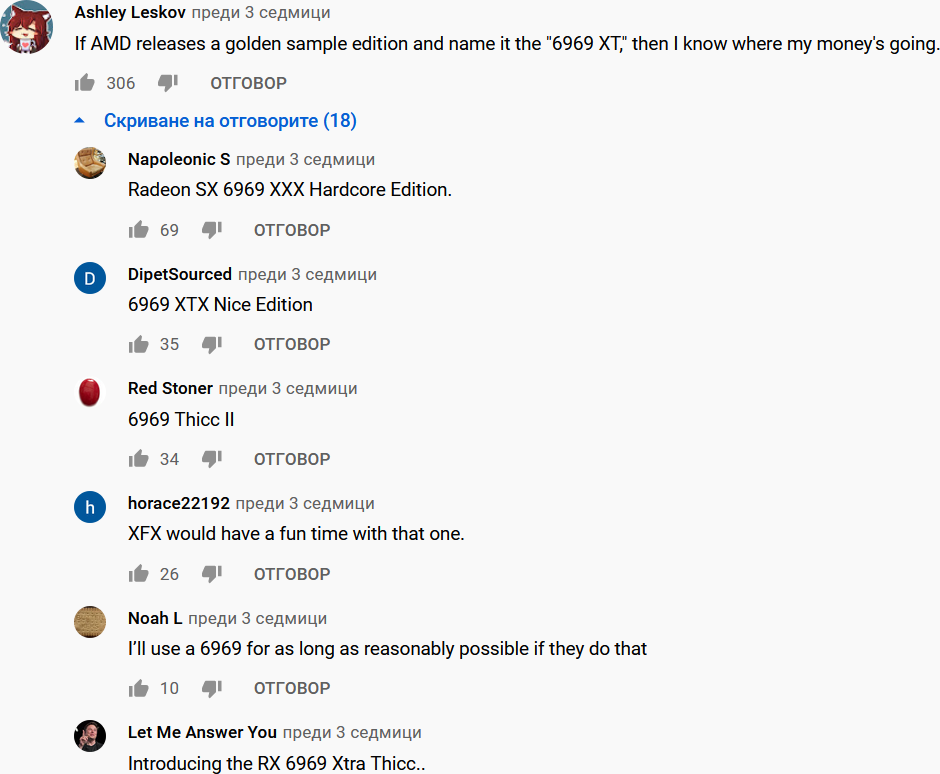 Ashley Leskov преди 3 седмици
If AMD releases a golden sample edition and name it the "6969 XT," then I know where my money's going.
306 ОТГОВОР
Скриване на отговорите (18)
Napoleonic S преди 3 седмици
Radeon SX 6969 XXX Hardcore Edition.
69 ОТГОВОР
D
DipetSourced преди 3 седмици
6969 XTX Nice Edition
35 ОТГОВОР
Red Stoner преди 3 седмици
6969 Thicc II
34 ОТГОВОР
h
horace22192 преди 3 седмици
XFX would have a fun time with that one.
26 ОТГОВОР
Noah L преди 3 седмици
I’ll use a 6969 for as long as reasonably possible if they do that
10 ОТГОВОР
Let Me Answer You преди 3 седмици
Introducing the RX 6969 Xtra Thicc..